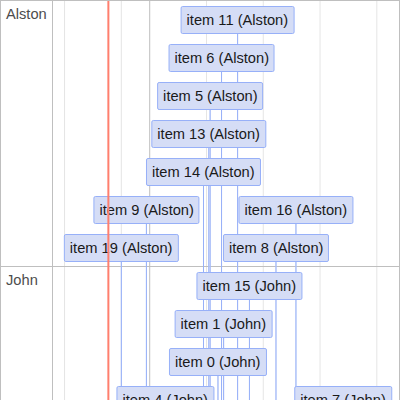 Alston
item 11 (Alston)
item 6 (Alston)
item 5 (Alston)
item 13 (Alston)
item 14 (Alston)
item 9 (Alston)
item 16 (Alston)
item 19 (Alston)
item 8 (Alston)
John
item 15 (John)
item 1 (John)
item 0 (John)
item 4 (John)
item 7 (John)